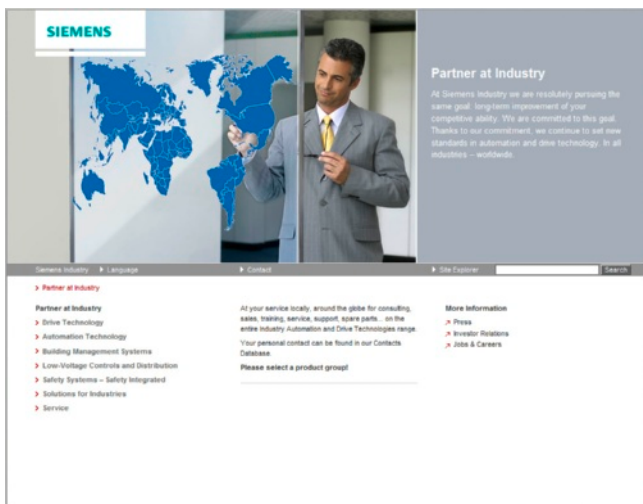 SIEMENS
Partner at Industry
At Siemens Industry we are resolutely pursuing the
same goal: long-term improvement of your
competitive ability. We are committed to this goal.
Thanks to our commitment, we continue to set new
standards in automation and drive technology. In all
industries – worldwide.
Siemens Industry Language Contact Site Explorer Search
Partner at Industry
Partner at Industry
Drive Technology
Automation Technology
Building Management Systems
Low-Voltage Controls and Distribution
Safety Systems – Safety Integrated
Solutions for Industries
Service
At your service locally, around the globe for consulting,
sales, training, service, support, spare parts... on the
entire Industry Automation and Drive Technologies range.
Your personal contact can be found in our Contacts
Database.
Please select a product group!
More Information
Press
Investor Relations
Jobs & Careers